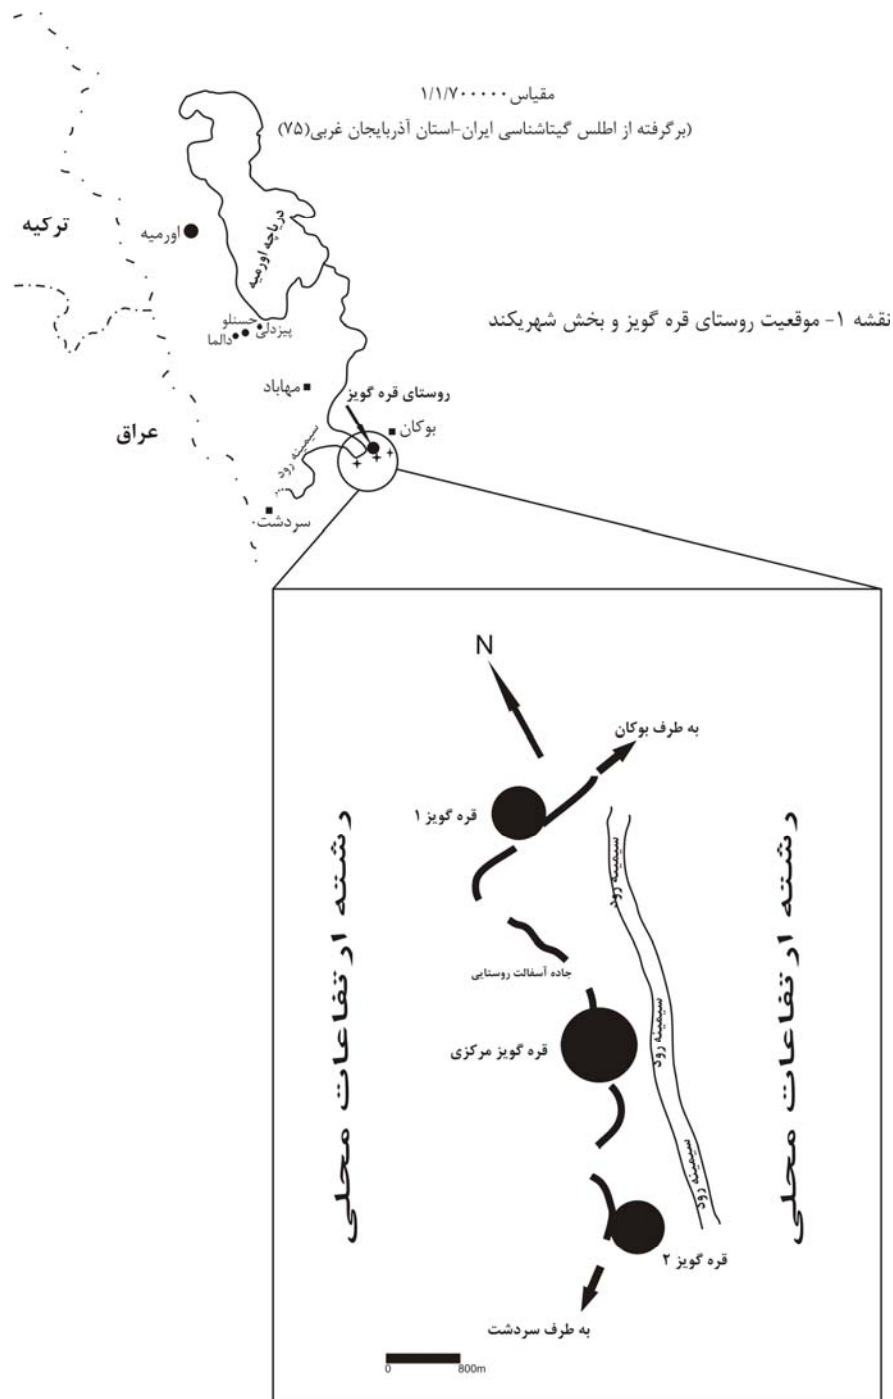 مقیاس ۱/۱/۷۰۰۰۰۰
(برگرفته از اطلس گیتاشناسی ایران-استان آذربایجان غربی(۷۵)
ترکیه
اورمیه
دریاچه اورمیه
نقشه ۱- موقعیت روستای قره گویز و بخش شهریکند
حسنلو
پیزدلی
دالما
مهاباد
روستای قره گویز
بوکان
عراق
سیمینه رود
سردشت
N
به طرف بوکان
قره گویز ۱
سیمینه رود
رشته ارتفاعات محلی
رشته ارتفاعات محلی
جاده آسفالت روستایی
سیمینه رود
قره گویز مرکزی
سیمینه رود
قره گویز ۲
به طرف سردشت
0 800m